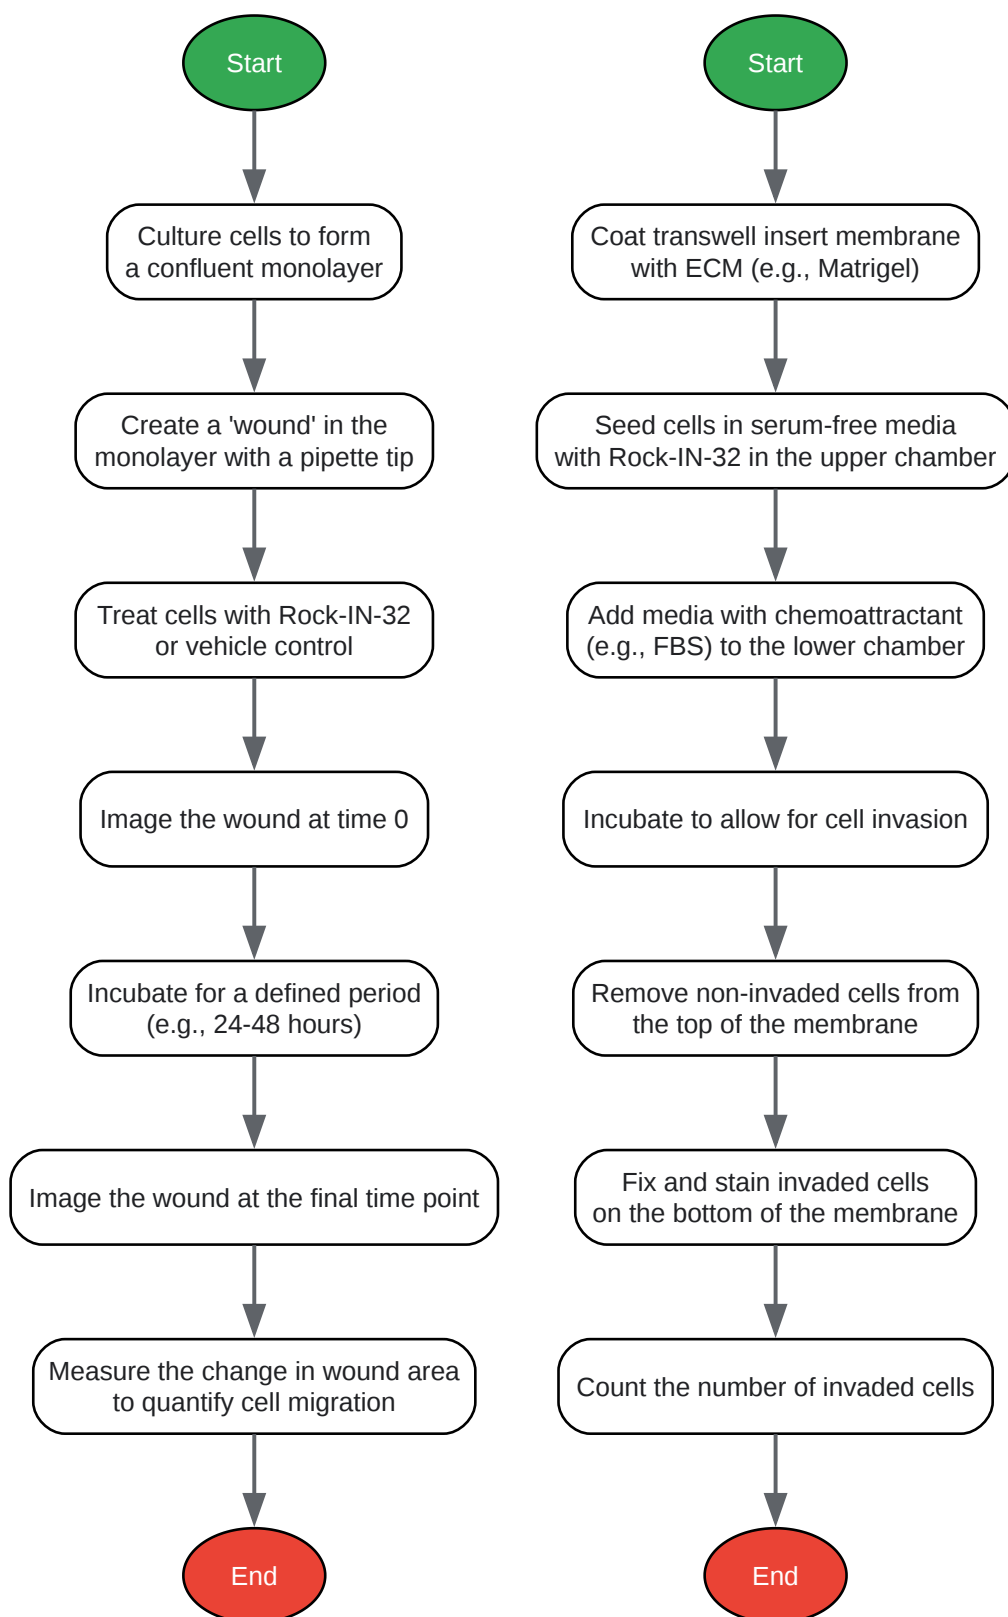 Start
Culture cells to form
a confluent monolayer
Create a 'wound' in the
monolayer with a pipette tip
Treat cells with Rock-IN-32
or vehicle control
Image the wound at time 0
Incubate for a defined period
(e.g., 24-48 hours)
Image the wound at the final time point
Measure the change in wound area
to quantify cell migration
End
Start
Coat transwell insert membrane
with ECM (e.g., Matrigel)
Seed cells in serum-free media
with Rock-IN-32 in the upper chamber
Add media with chemoattractant
(e.g., FBS) to the lower chamber
Incubate to allow for cell invasion
Remove non-invaded cells from
the top of the membrane
Fix and stain invaded cells
on the bottom of the membrane
Count the number of invaded cells
End